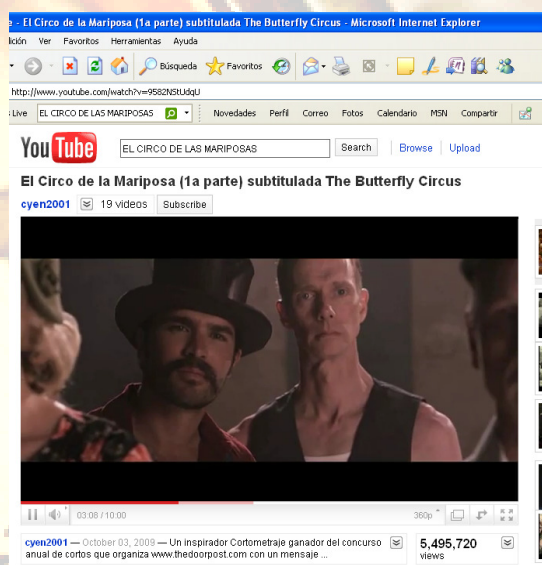 e - El Circo de la Mariposa (1a parte) subtitulada The Butterfly Circus - Microsoft Internet Explorer
dición Ver Favoritos Herramientas Ayuda
Búsqueda Favoritos
http://www.youtube.com/watch?v=9582NStUdqU
Live EL CIRCO DE LAS MARIPOSAS Novedades Perfil Correo Fotos Calendario MSN Compartir
YouTube EL CIRCO DE LAS MARIPOSAS Search Browse Upload
El Circo de la Mariposa (1a parte) subtitulada The Butterfly Circus
cyen2001 19 videos Subscribe
03:08 / 10:00 360p
cyen2001 — October 03, 2009 — Un inspirador Cortometraje ganador del concurso
anual de cortos que organiza www.thedoorpost.com con un mensaje ...
5,495,720
views